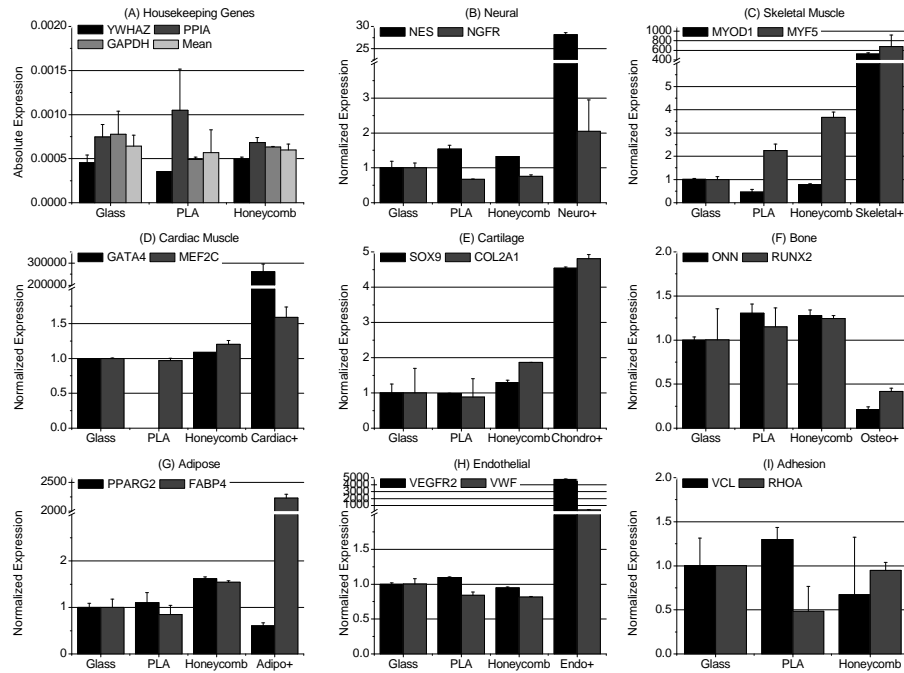 (A) Housekeeping Genes
YWHAZ PPIA
GAPDH Mean
Absolute Expression
0.0020
0.0015
0.0010
0.0005
0.0000
Glass PLA Honeycomb
(B) Neural
NES NGFR
Normalized Expression
30
25
3
2
1
0
Glass PLA Honeycomb Neuro+
(C) Skeletal Muscle
MYOD1 MYF5
Normalized Expression
1000
800
600
400
5
4
3
2
1
0
Glass PLA Honeycomb Skeletal+
(D) Cardiac Muscle
GATA4 MEF2C
Normalized Expression
300000
200000
1.5
1.0
0.5
0.0
Glass PLA Honeycomb Cardiac+
(E) Cartilage
SOX9 COL2A1
Normalized Expression
5
4
3
2
1
0
Glass PLA Honeycomb Chondro+
(F) Bone
ONN RUNX2
Normalized Expression
2.0
1.5
1.0
0.5
0.0
Glass PLA Honeycomb Osteo+
(G) Adipose
PPARG2 FABP4
Normalized Expression
2500
2000
2
1
0
Glass PLA Honeycomb Adipo+
(H) Endothelial
VEGFR2 VWF
Normalized Expression
5000
4000
3000
2000
1000
1.5
1.0
0.5
0.0
Glass PLA Honeycomb Endo+
(I) Adhesion
VCL RHOA
Normalized Expression
1.5
1.0
0.5
0.0
Glass PLA Honeycomb